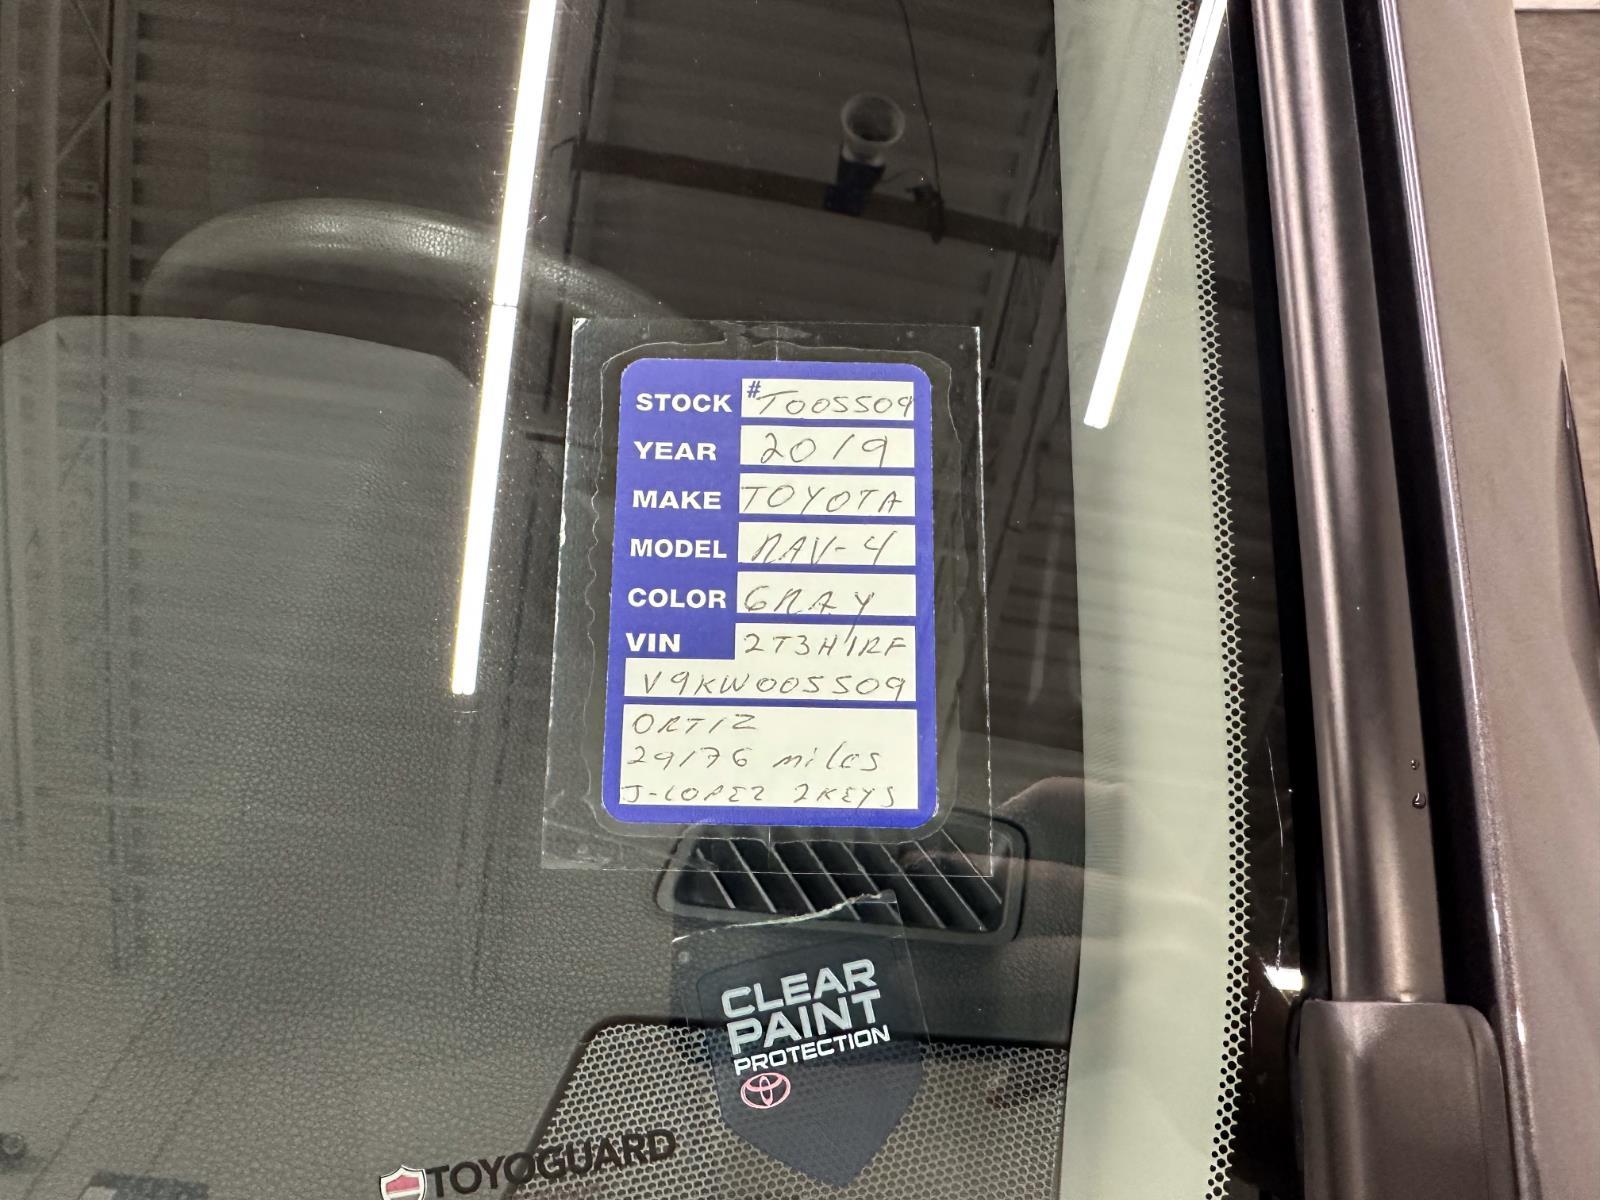 STOCK #T005509
YEAR 2019
MAKE TOYOTA
MODEL RAV-4
COLOR GRAY
VIN 2T3H1RF
V9KW005509
ORTIZ
29176 miles
J-LOPEZ 2KEYS
CLEAR
PAINT
PROTECTION
TOYOGUARD